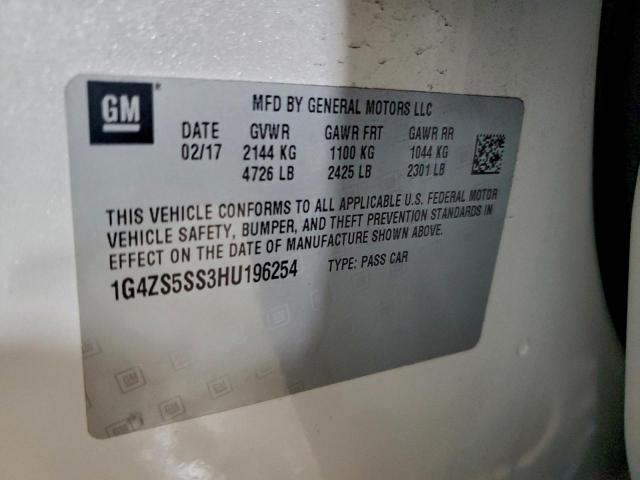 GM
MFD BY GENERAL MOTORS LLC
DATE GVWR GAWR FRT GAWR RR
02/17 2144 KG 1100 KG 1044 KG
4726 LB 2425 LB 2301 LB
THIS VEHICLE CONFORMS TO ALL APPLICABLE U.S. FEDERAL MOTOR
VEHICLE SAFETY, BUMPER, AND THEFT PREVENTION STANDARDS IN
EFFECT ON THE DATE OF MANUFACTURE SHOWN ABOVE.
1G4ZS5SS3HU196254 TYPE: PASS CAR